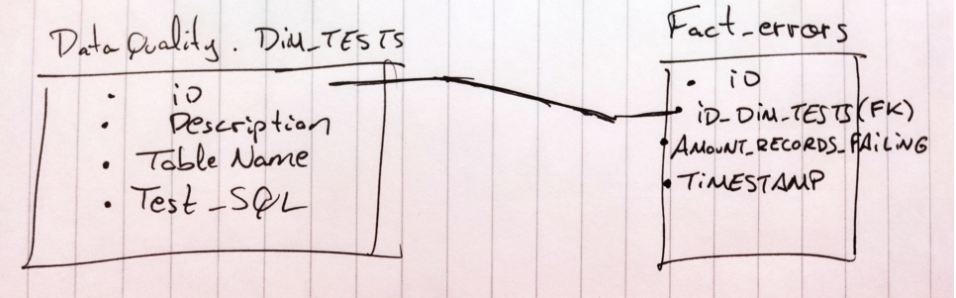 Data Quality. DIM_TESTS
• iD
• Description
• Table Name
• Test_SQL
Fact_errors
• iD
• iD_DIM_TESTS (FK)
• AMOUNT_RECORDS_FAILING
• TIMESTAMP